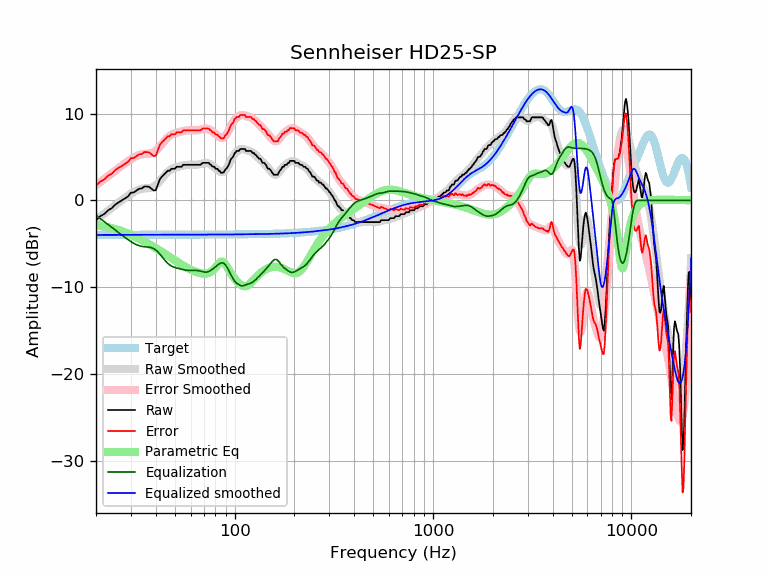 Sennheiser HD25-SP
Amplitude (dBr)
10
0
−10
−20
−30
Target
Raw Smoothed
Error Smoothed
Raw
Error
Parametric Eq
Equalization
Equalized smoothed
100
1000
10000
Frequency (Hz)